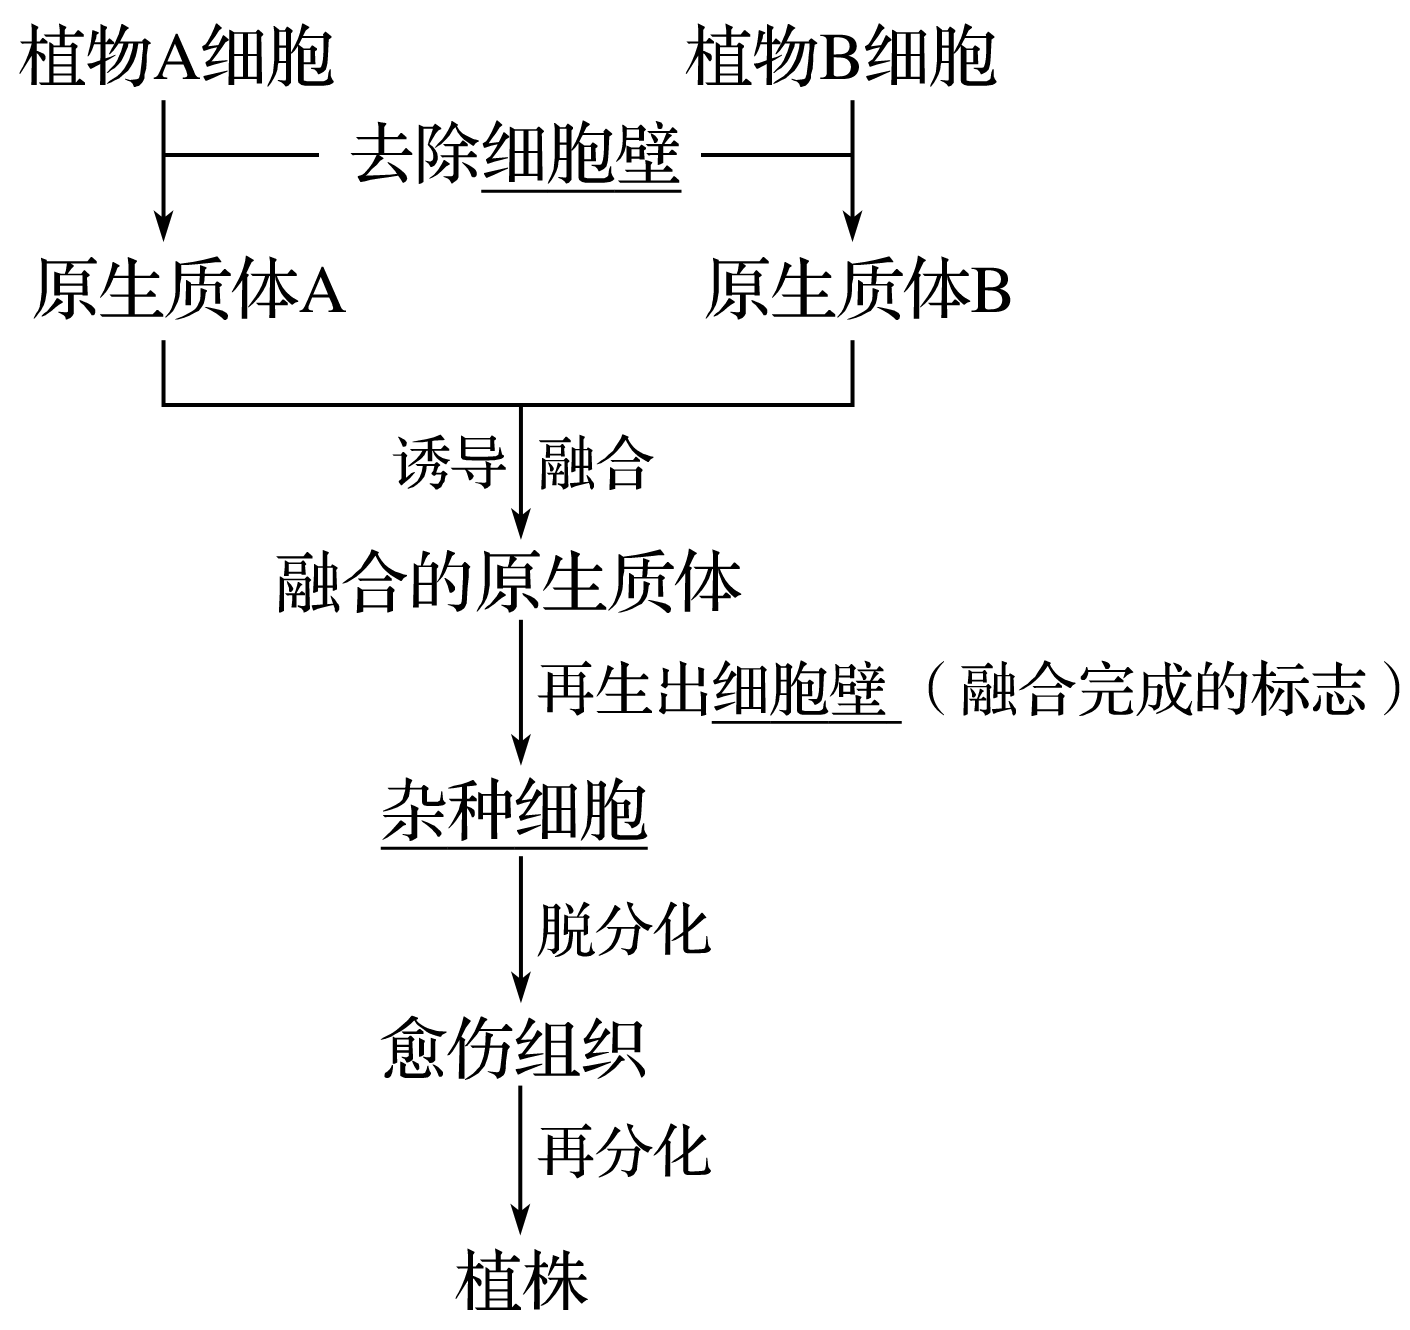 植物A细胞 植物B细胞
去除细胞壁
原生质体A 原生质体B
诱导 融合
融合的原生质体
再生出细胞壁（融合完成的标志）
杂种细胞
脱分化
愈伤组织
再分化
植株